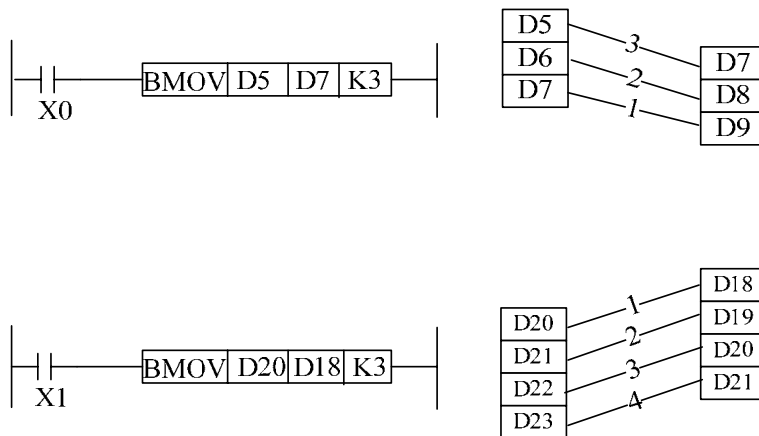 BMOV D5 D7 K3
X0
D5
D6
D7
3
2
1
D7
D8
D9
BMOV D20 D18 K3
X1
D20
D21
D22
D23
1
2
3
4
D18
D19
D20
D21